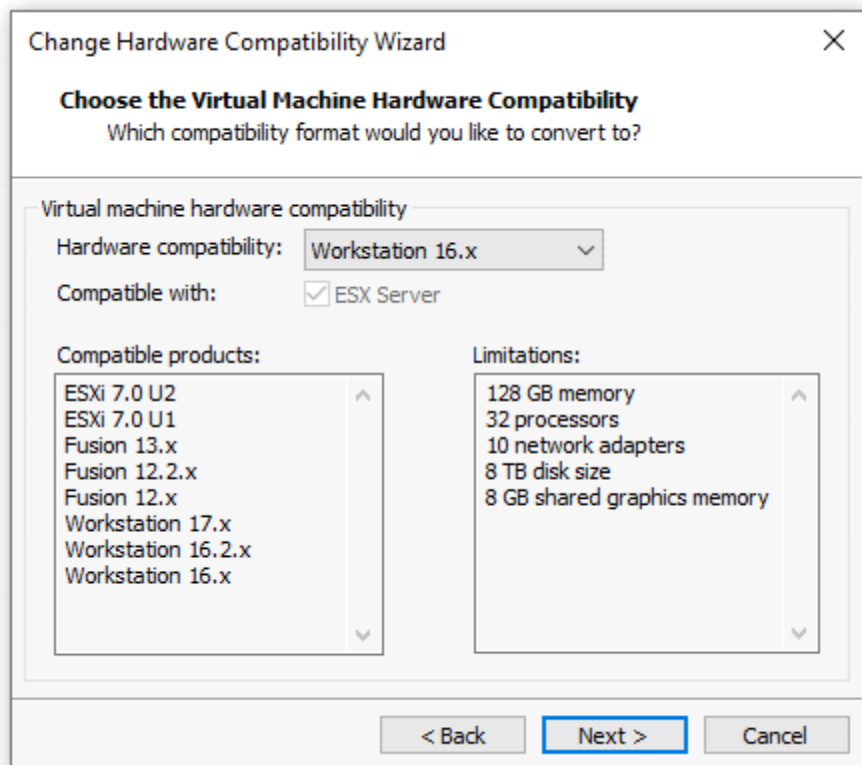 Change Hardware Compatibility Wizard
Choose the Virtual Machine Hardware Compatibility
Which compatibility format would you like to convert to?
Virtual machine hardware compatibility
Hardware compatibility: Workstation 16.x
Compatible with: ESX Server
Compatible products:
ESXi 7.0 U2
ESXi 7.0 U1
Fusion 13.x
Fusion 12.2.x
Fusion 12.x
Workstation 17.x
Workstation 16.2.x
Workstation 16.x
Limitations:
128 GB memory
32 processors
10 network adapters
8 TB disk size
8 GB shared graphics memory
< Back Next > Cancel